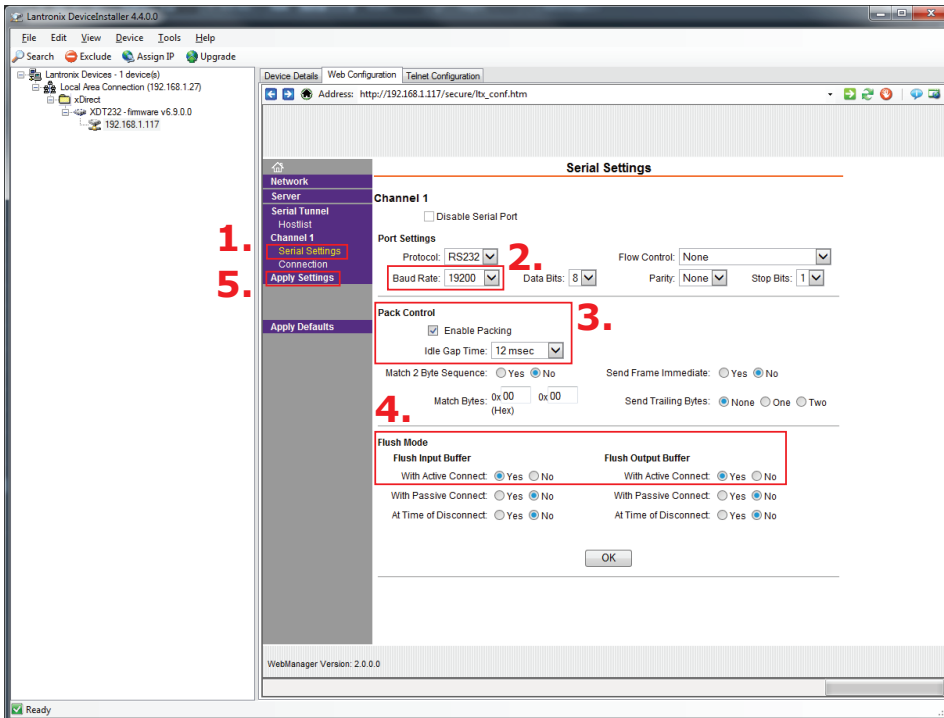 Lantronix DeviceInstaller 4.4.0.0
File Edit View Device Tools Help
Search Exclude Assign IP Upgrade
Lantronix Devices - 1 device(s)
Local Area Connection (192.168.1.27)
xDirect
XDT232 - firmware v6.9.0.0
192.168.1.117
Device Details Web Configuration Telnet Configuration
Address: http://192.168.1.117/secure/ltx_conf.htm
Network
Server
Serial Tunnel
Hostlist
Channel 1
1. Serial Settings
Connection
5. Apply Settings
Apply Defaults
Serial Settings
Channel 1
Disable Serial Port
Port Settings
Protocol: RS232 Flow Control: None
2.
Baud Rate: 19200 Data Bits: 8 Parity: None Stop Bits: 1
Pack Control
3.
Enable Packing
Idle Gap Time: 12 msec
Match 2 Byte Sequence: Yes No Send Frame Immediate: Yes No
Match Bytes: 0x 00 0x 00 Send Trailing Bytes: None One Two
(Hex)
4.
Flush Mode
Flush Input Buffer Flush Output Buffer
With Active Connect: Yes No With Active Connect: Yes No
With Passive Connect: Yes No With Passive Connect: Yes No
At Time of Disconnect: Yes No At Time of Disconnect: Yes No
OK
WebManager Version: 2.0.0.0
Ready